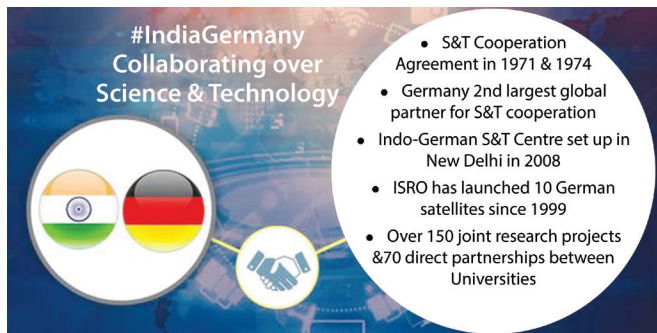 #IndiaGermany
Collaborating over
Science & Technology
● S&T Cooperation
Agreement in 1971 & 1974
● Germany 2nd largest global
partner for S&T cooperation
● Indo-German S&T Centre set up in
New Delhi in 2008
● ISRO has launched 10 German
satellites since 1999
● Over 150 joint research projects
&70 direct partnerships between
Universities